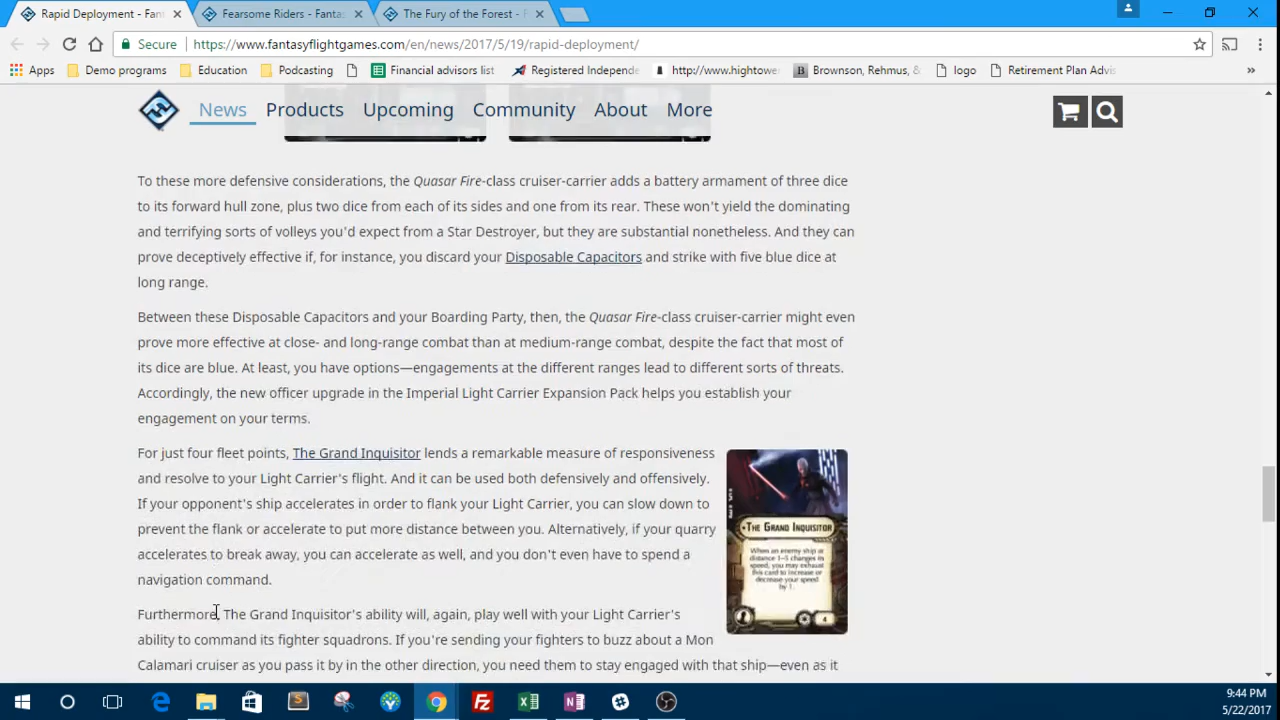 Rapid Deployment - Fant
Fearsome Riders - Fanta
The Fury of the Forest - F
Secure
https://www.fantasyflightgames.com/en/news/2017/5/19/rapid-deployment/
Apps
Demo programs
Education
Podcasting
Financial advisors list
Registered Independe
http://www.hightowe
Brownson, Rehmus, &
logo
Retirement Plan Advis
»
News
Products
Upcoming
Community
About
More
To these more defensive considerations, the Quasar Fire-class cruiser-carrier adds a battery armament of three dice
to its forward hull zone, plus two dice from each of its sides and one from its rear. These won't yield the dominating
and terrifying sorts of volleys you'd expect from a Star Destroyer, but they are substantial nonetheless. And they can
prove deceptively effective if, for instance, you discard your Disposable Capacitors and strike with five blue dice at
long range.
Between these Disposable Capacitors and your Boarding Party, then, the Quasar Fire-class cruiser-carrier might even
prove more effective at close- and long-range combat than at medium-range combat, despite the fact that most of
its dice are blue. At least, you have options—engagements at the different ranges lead to different sorts of threats.
Accordingly, the new officer upgrade in the Imperial Light Carrier Expansion Pack helps you establish your
engagement on your terms.
For just four fleet points, The Grand Inquisitor lends a remarkable measure of responsiveness
and resolve to your Light Carrier's flight. And it can be used both defensively and offensively.
If your opponent's ship accelerates in order to flank your Light Carrier, you can slow down to
prevent the flank or accelerate to put more distance between you. Alternatively, if your quarry
accelerates to break away, you can accelerate as well, and you don't even have to spend a
navigation command.
•The Grand Inquisitor
When an enemy ship at
distance 1-5 changes its
speed, you may exhaust
this card to increase or
decrease your speed
by 1.
4
Furthermore, The Grand Inquisitor's ability will, again, play well with your Light Carrier's
ability to command its fighter squadrons. If you're sending your fighters to buzz about a Mon
Calamari cruiser as you pass it by in the other direction, you need them to stay engaged with that ship—even as it
9:44 PM
5/22/2017